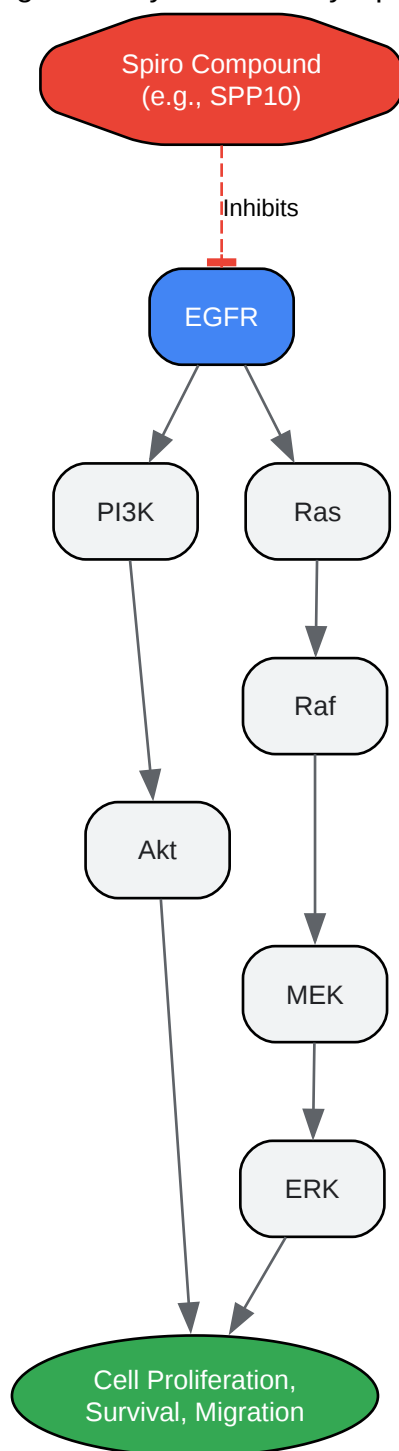 Spiro Compound
(e.g., SPP10)
Inhibits
EGFR
PI3K
Ras
Raf
Akt
MEK
ERK
Cell Proliferation,
Survival, Migration